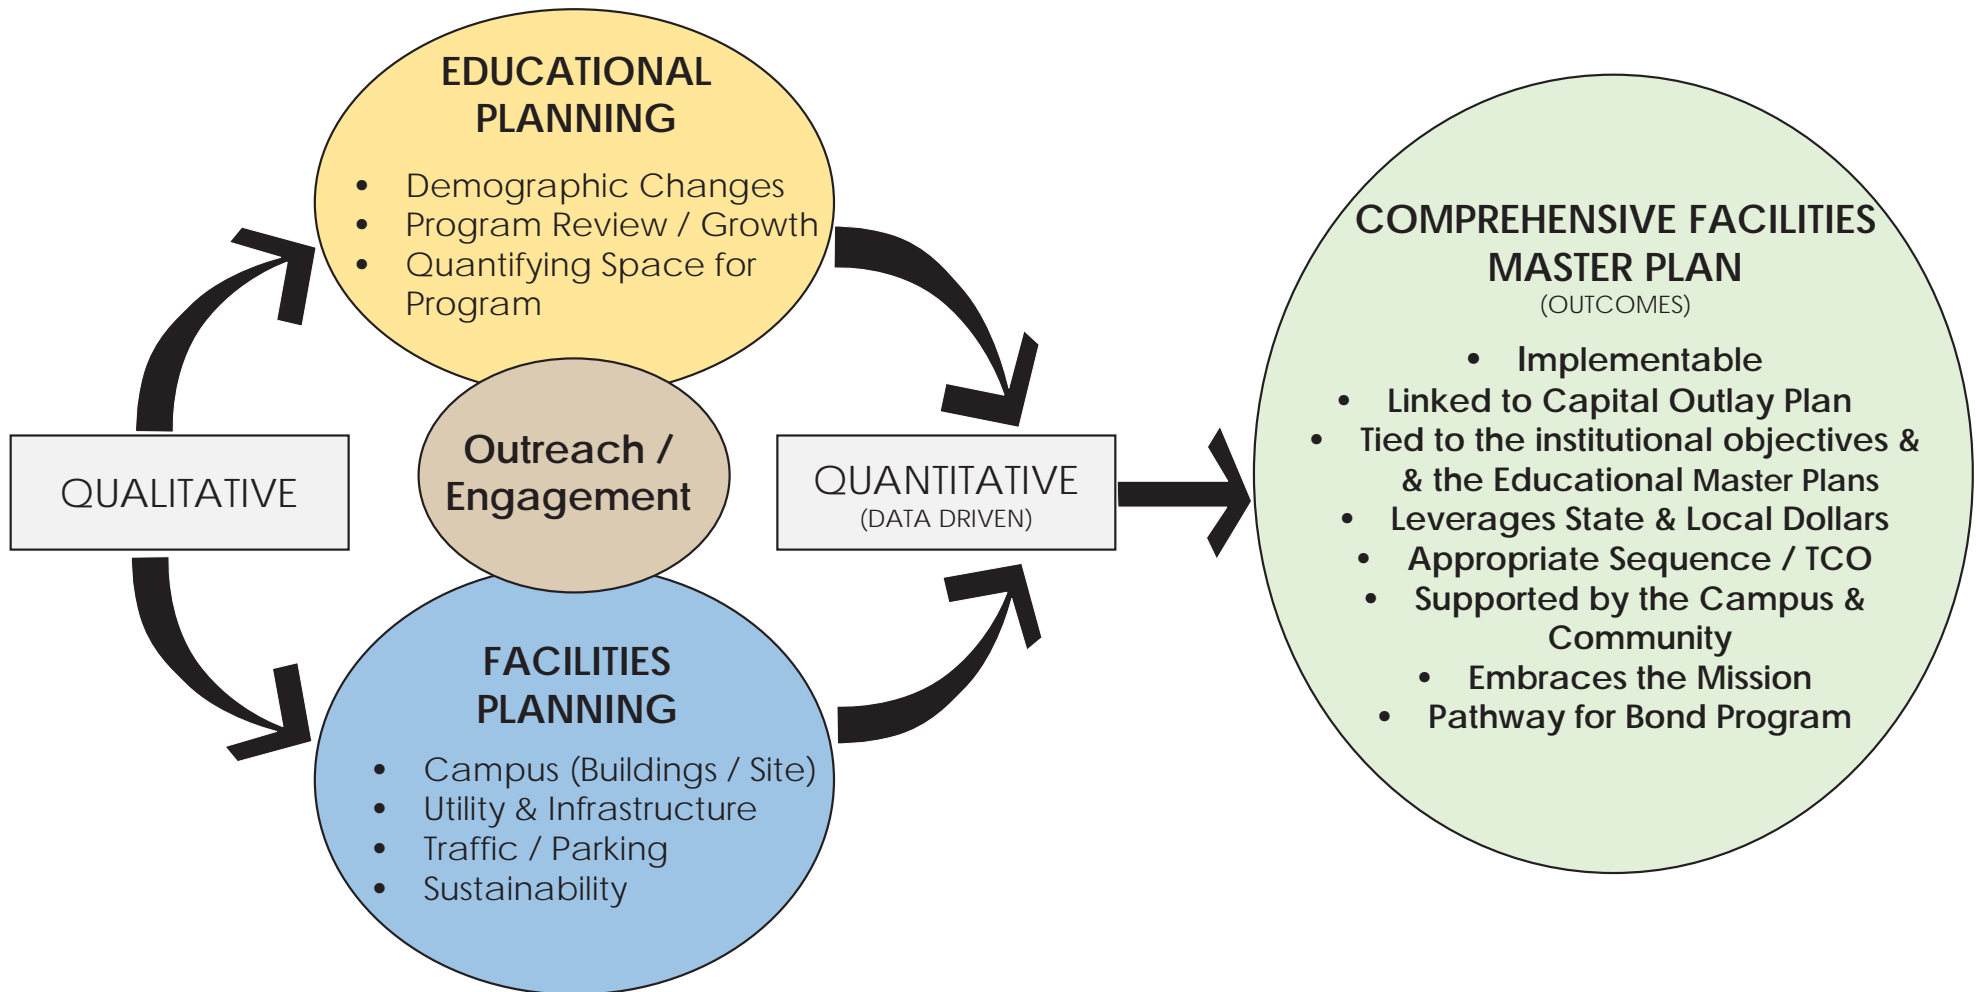 EDUCATIONAL
PLANNING
• Demographic Changes
• Program Review / Growth
• Quantifying Space for
Program
QUALITATIVE
Outreach /
Engagement
FACILITIES
PLANNING
• Campus (Buildings / Site)
• Utility & Infrastructure
• Traffic / Parking
• Sustainability
QUANTITATIVE
(DATA DRIVEN)
COMPREHENSIVE FACILITIES
MASTER PLAN
(OUTCOMES)
• Implementable
• Linked to Capital Outlay Plan
• Tied to the institutional objectives &
& the Educational Master Plans
• Leverages State & Local Dollars
• Appropriate Sequence / TCO
• Supported by the Campus &
Community
• Embraces the Mission
• Pathway for Bond Program